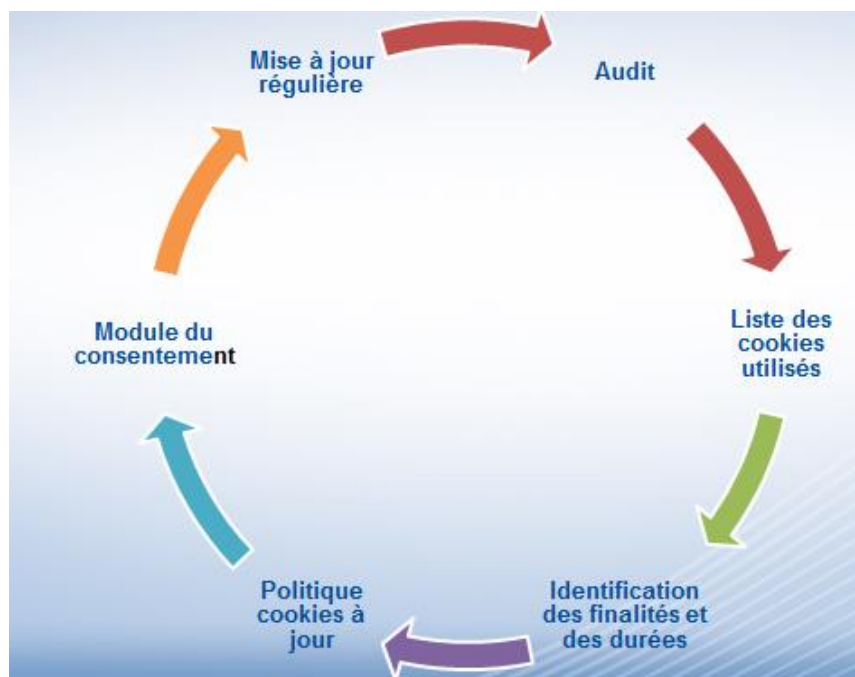 Mise à jour
régulière
Audit
Liste des
cookies
utilisés
Identification
des finalités et
des durées
Politique
cookies à
jour
Module du
consentement